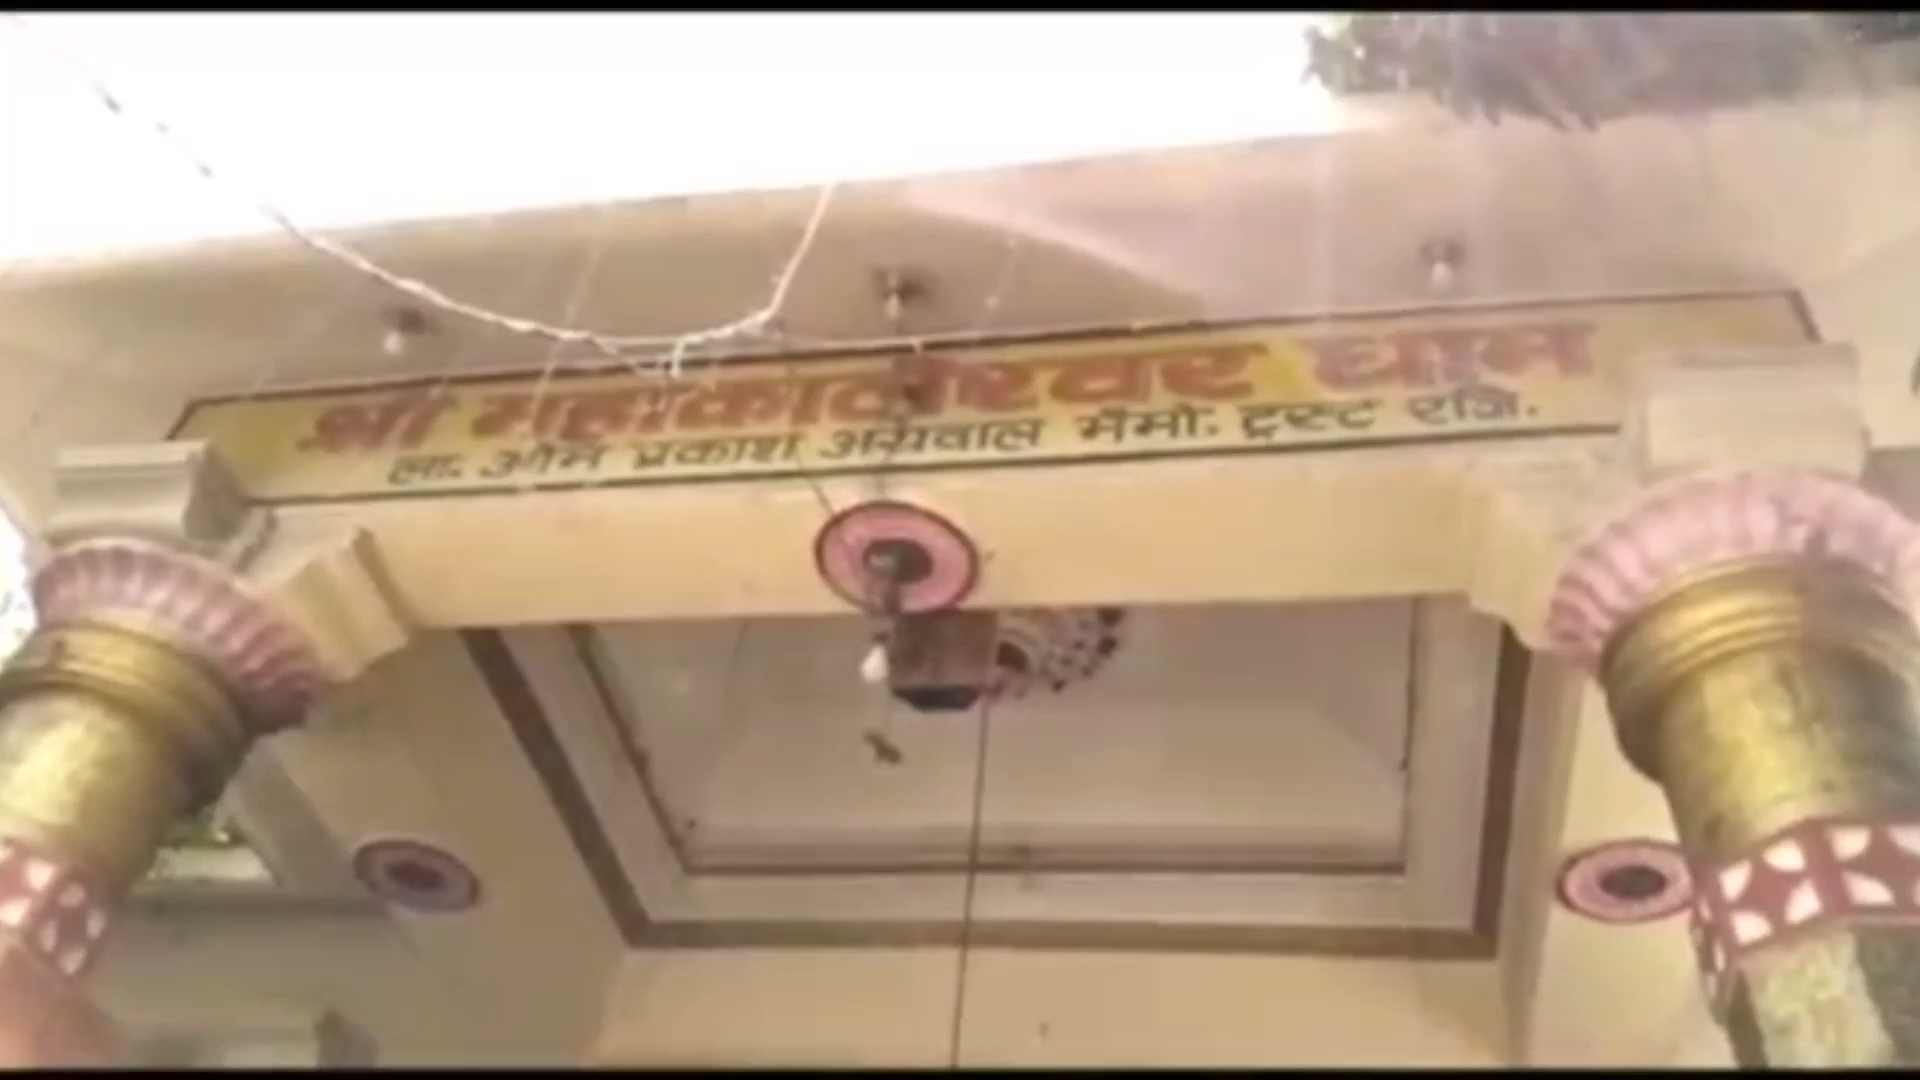 श्री महाकालेश्वर धाम
ला. ओम प्रकाश अग्रवाल मैमो. ट्रस्ट रजि.